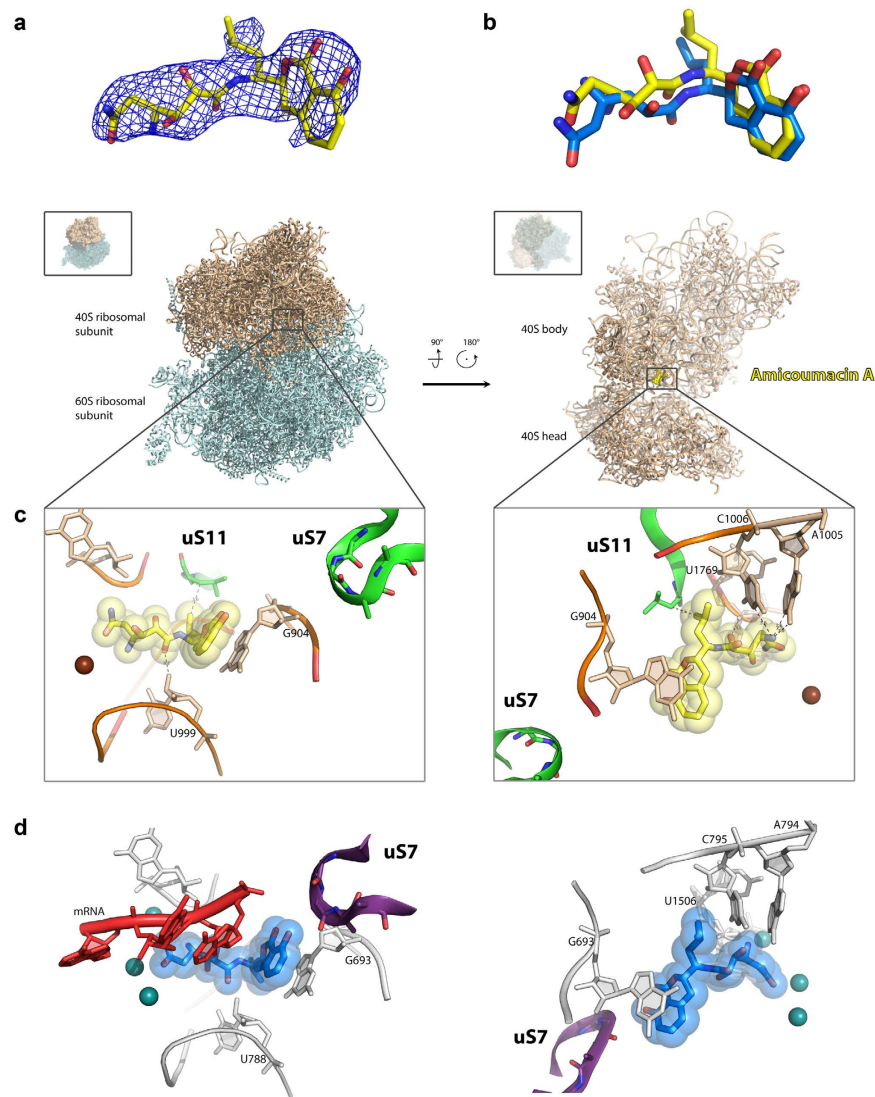 a
b
40S ribosomal
subunit
60S ribosomal
subunit
90°
180°
40S body
Amicoumacin A
40S head
c
uS11
uS7
G904
U999
C1006
A1005
uS11
U1769
G904
uS7
d
uS7
mRNA
G693
U788
A794
C795
U1506
G693
uS7